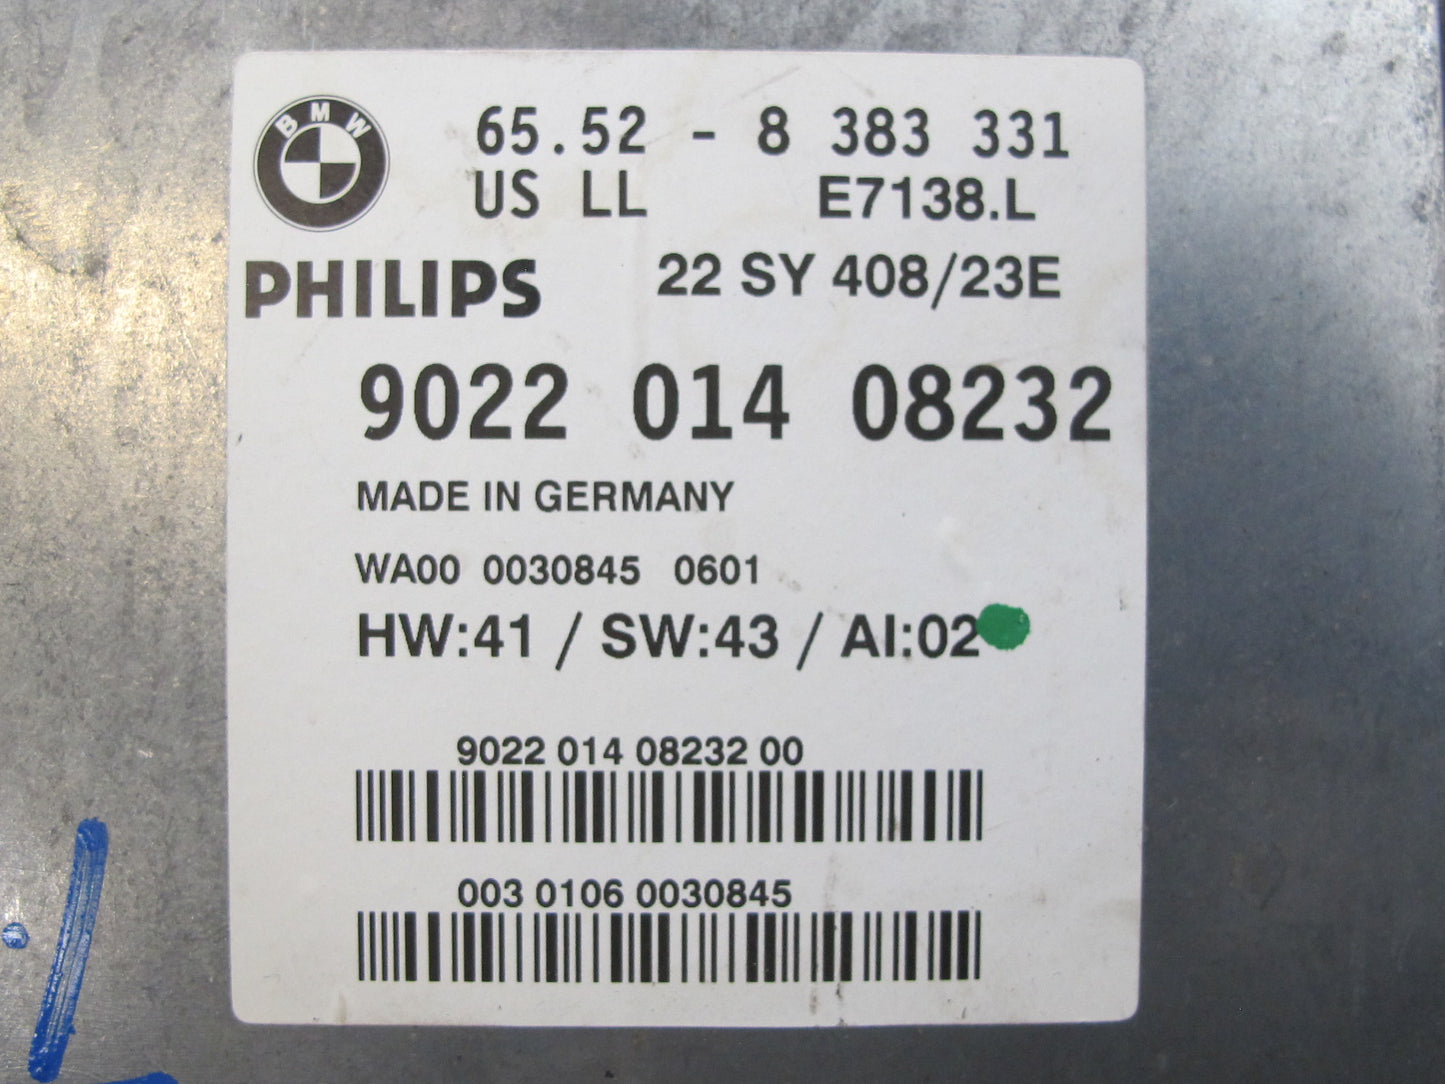 BMW
65.52 - 8 383 331
US LL E7138.L
PHILIPS 22 SY 408/23E
9022 014 08232
MADE IN GERMANY
WA00 0030845 0601
HW:41 / SW:43 / AI:02
9022 014 08232 00
003 0106 0030845